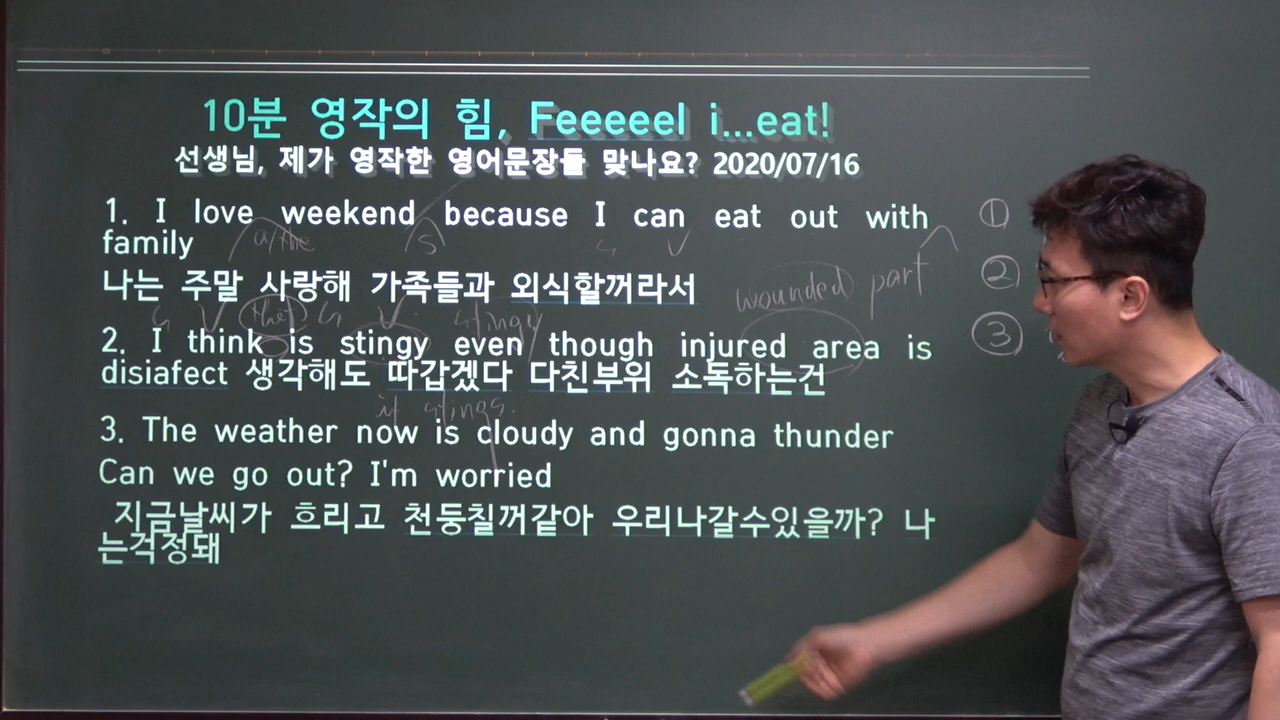 10분 영작의 힘, Feeeeel i...eat!
선생님, 제가 영작한 영어문장들 맞나요? 2020/07/16
1. I love weekend because I can eat out with
family
a/the
s
나는 주말 사랑해 가족들과 외식할꺼라서
wounded part
that
stingy
2. I think is stingy even though injured area is
disiafect 생각해도 따갑겠다 다친부위 소독하는건
it stings.
3. The weather now is cloudy and gonna thunder
Can we go out? I'm worried
지금날씨가 흐리고 천둥칠꺼같아 우리나갈수있을까? 나
는걱정돼
①
②
③